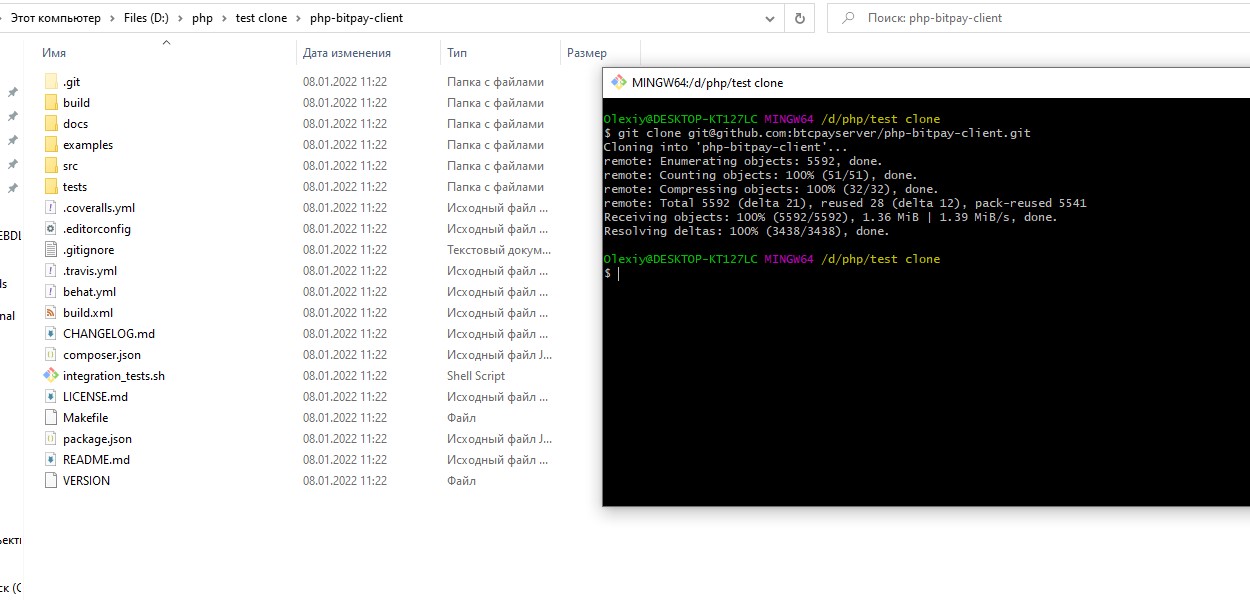 Этот компьютер > Files (D:) > php > test clone > php-bitpay-client
Поиск: php-bitpay-client
Имя Дата изменения Тип Размер
.git 08.01.2022 11:22 Папка с файлами
build 08.01.2022 11:22 Папка с файлами
docs 08.01.2022 11:22 Папка с файлами
examples 08.01.2022 11:22 Папка с файлами
src 08.01.2022 11:22 Папка с файлами
tests 08.01.2022 11:22 Папка с файлами
.coveralls.yml 08.01.2022 11:22 Исходный файл ...
.editorconfig 08.01.2022 11:22 Исходный файл ...
.gitignore 08.01.2022 11:22 Текстовый докум...
.travis.yml 08.01.2022 11:22 Исходный файл ...
behat.yml 08.01.2022 11:22 Исходный файл ...
build.xml 08.01.2022 11:22 Исходный файл ...
CHANGELOG.md 08.01.2022 11:22 Исходный файл ...
composer.json 08.01.2022 11:22 Исходный файл J...
integration_tests.sh 08.01.2022 11:22 Shell Script
LICENSE.md 08.01.2022 11:22 Исходный файл ...
Makefile 08.01.2022 11:22 Файл
package.json 08.01.2022 11:22 Исходный файл J...
README.md 08.01.2022 11:22 Исходный файл ...
VERSION 08.01.2022 11:22 Файл
MINGW64:/d/php/test clone
Olexiy@DESKTOP-KT127LC MINGW64 /d/php/test clone
$ git clone git@github.com:btcpayserver/php-bitpay-client.git
Cloning into 'php-bitpay-client'...
remote: Enumerating objects: 5592, done.
remote: Counting objects: 100% (51/51), done.
remote: Compressing objects: 100% (32/32), done.
remote: Total 5592 (delta 21), reused 28 (delta 12), pack-reused 5541
Receiving objects: 100% (5592/5592), 1.36 MiB | 1.39 MiB/s, done.
Resolving deltas: 100% (3438/3438), done.
Olexiy@DESKTOP-KT127LC MINGW64 /d/php/test clone
$